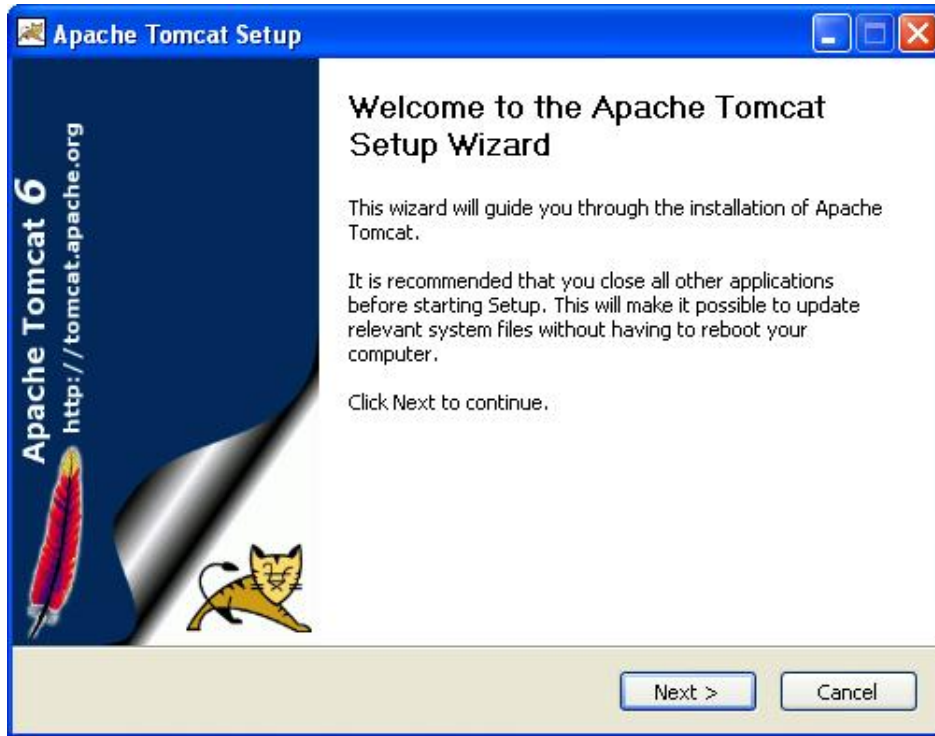 Apache Tomcat Setup
Apache Tomcat 6
http://tomcat.apache.org
Welcome to the Apache Tomcat
Setup Wizard
This wizard will guide you through the installation of Apache
Tomcat.
It is recommended that you close all other applications
before starting Setup. This will make it possible to update
relevant system files without having to reboot your
computer.
Click Next to continue.
Next >
Cancel